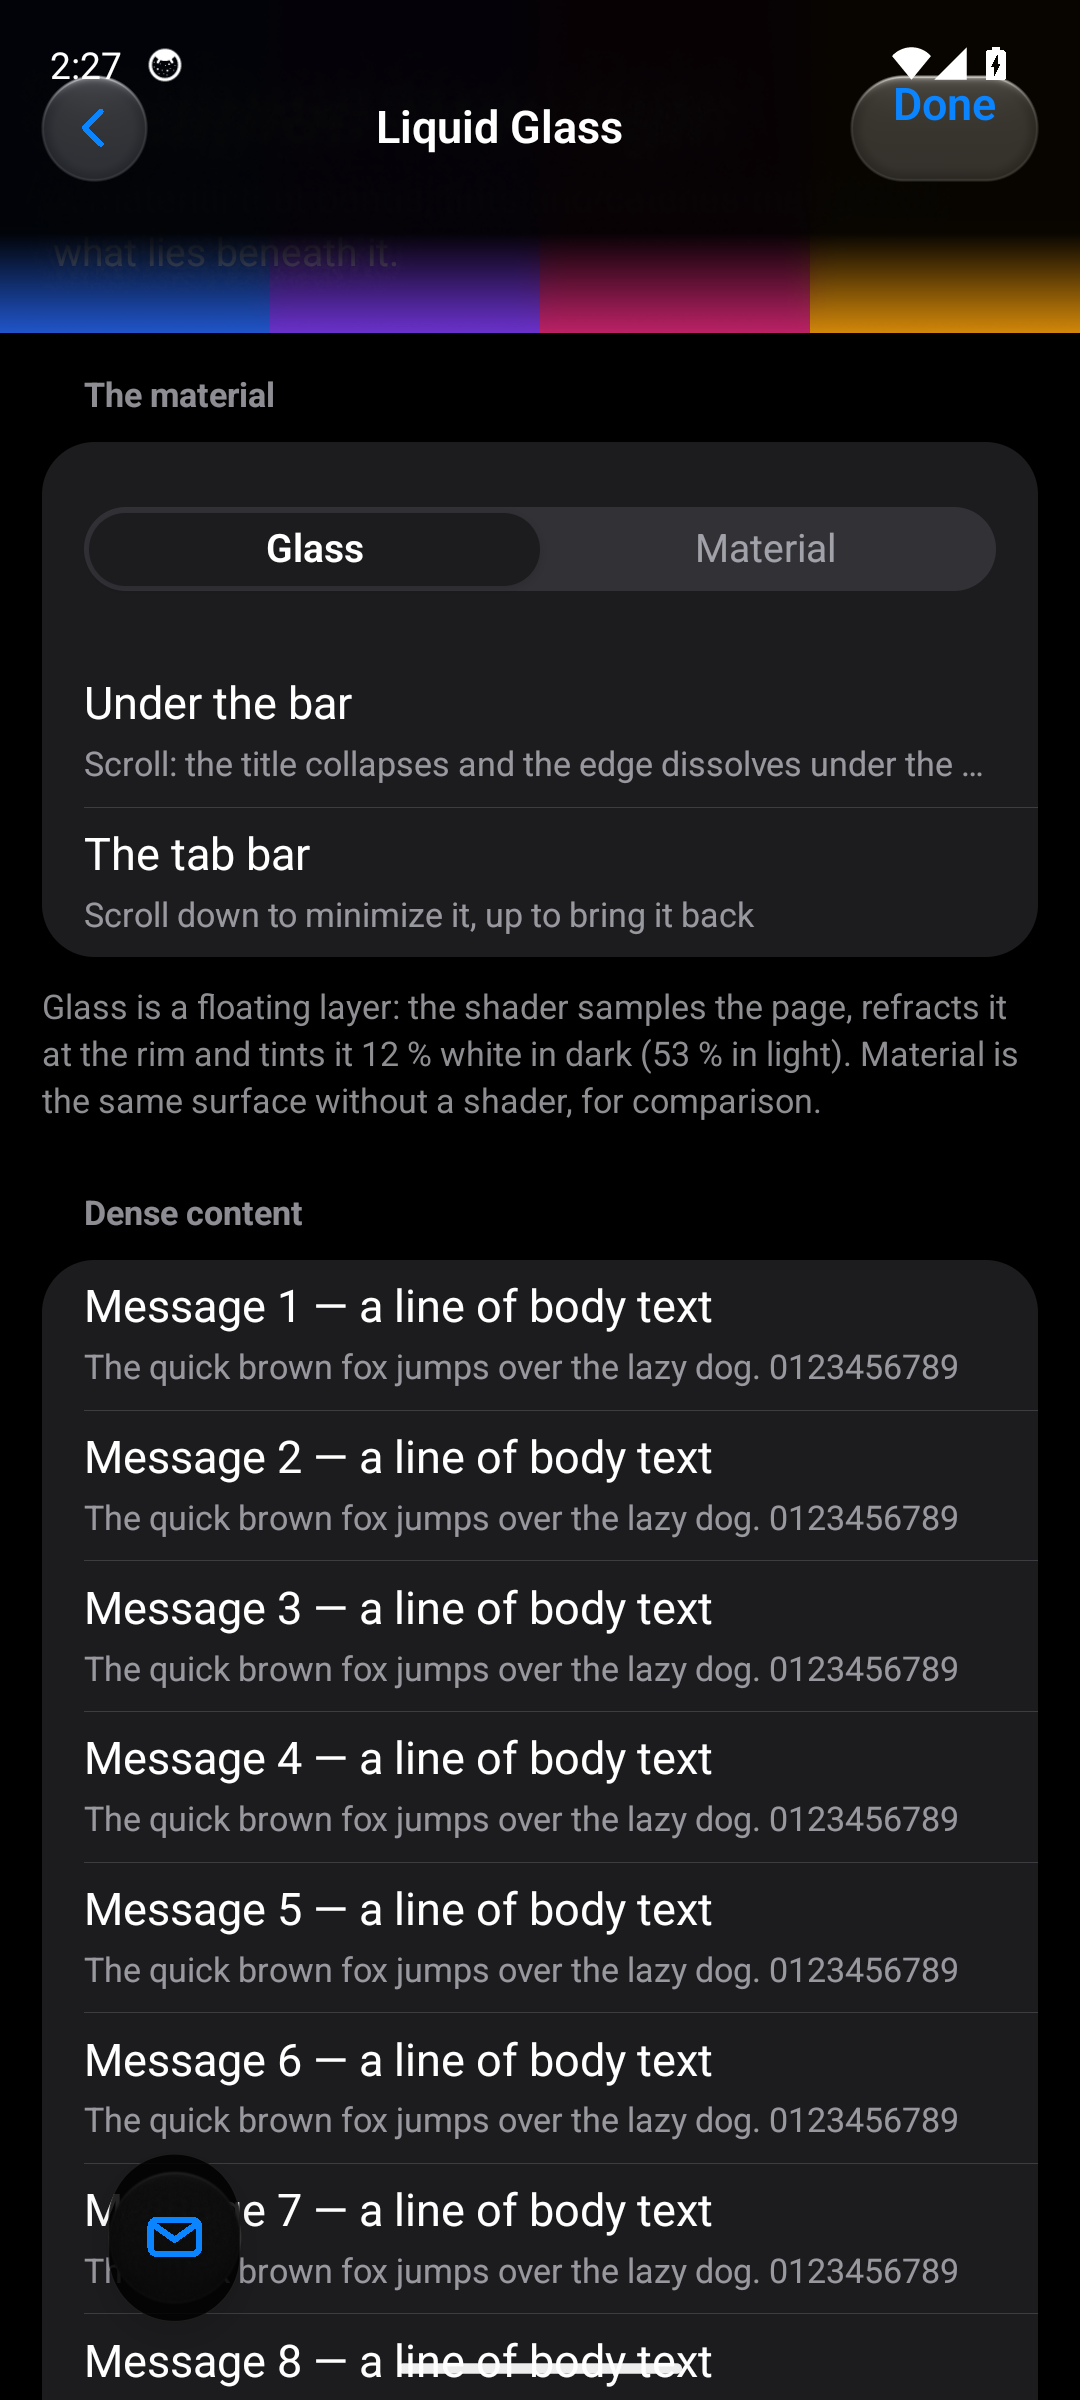 2:27
Liquid Glass
Done
what lies beneath it.
The material
Glass
Material
Under the bar
Scroll: the title collapses and the edge dissolves under the …
The tab bar
Scroll down to minimize it, up to bring it back
Glass is a floating layer: the shader samples the page, refracts it
at the rim and tints it 12 % white in dark (53 % in light). Material is
the same surface without a shader, for comparison.
Dense content
Message 1 — a line of body text
The quick brown fox jumps over the lazy dog. 0123456789
Message 2 — a line of body text
The quick brown fox jumps over the lazy dog. 0123456789
Message 3 — a line of body text
The quick brown fox jumps over the lazy dog. 0123456789
Message 4 — a line of body text
The quick brown fox jumps over the lazy dog. 0123456789
Message 5 — a line of body text
The quick brown fox jumps over the lazy dog. 0123456789
Message 6 — a line of body text
The quick brown fox jumps over the lazy dog. 0123456789
7 — a line of body text
brown fox jumps over the lazy dog. 0123456789
Message 8 — a line of body text